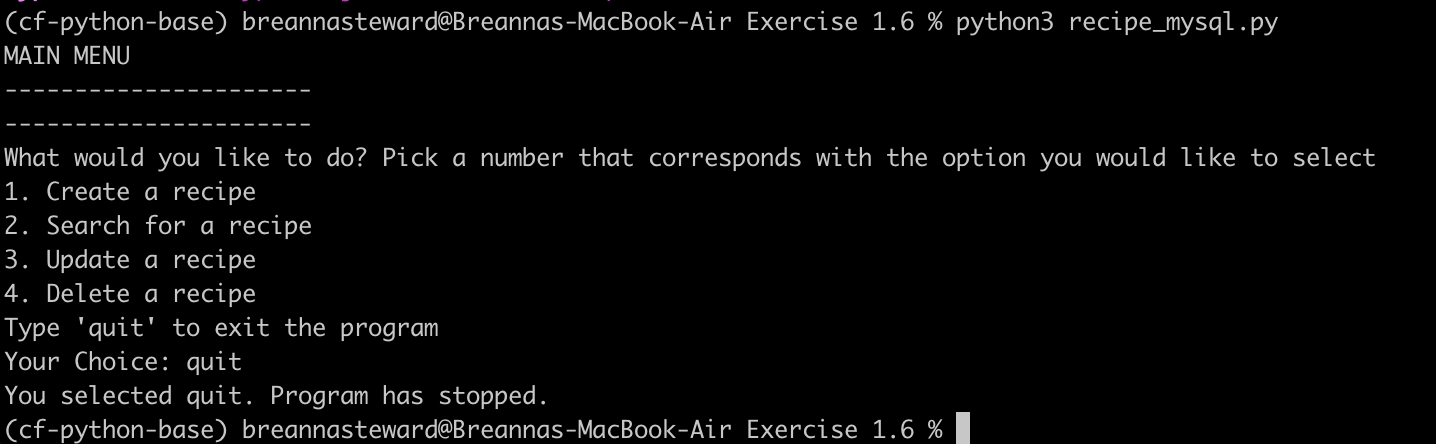 (cf-python-base) breannasteward@Breannas-MacBook-Air Exercise 1.6 % python3 recipe_mysql.py
MAIN MENU
----------------------
----------------------
What would you like to do? Pick a number that corresponds with the option you would like to select
1. Create a recipe
2. Search for a recipe
3. Update a recipe
4. Delete a recipe
Type 'quit' to exit the program
Your Choice: quit
You selected quit. Program has stopped.
(cf-python-base) breannasteward@Breannas-MacBook-Air Exercise 1.6 %